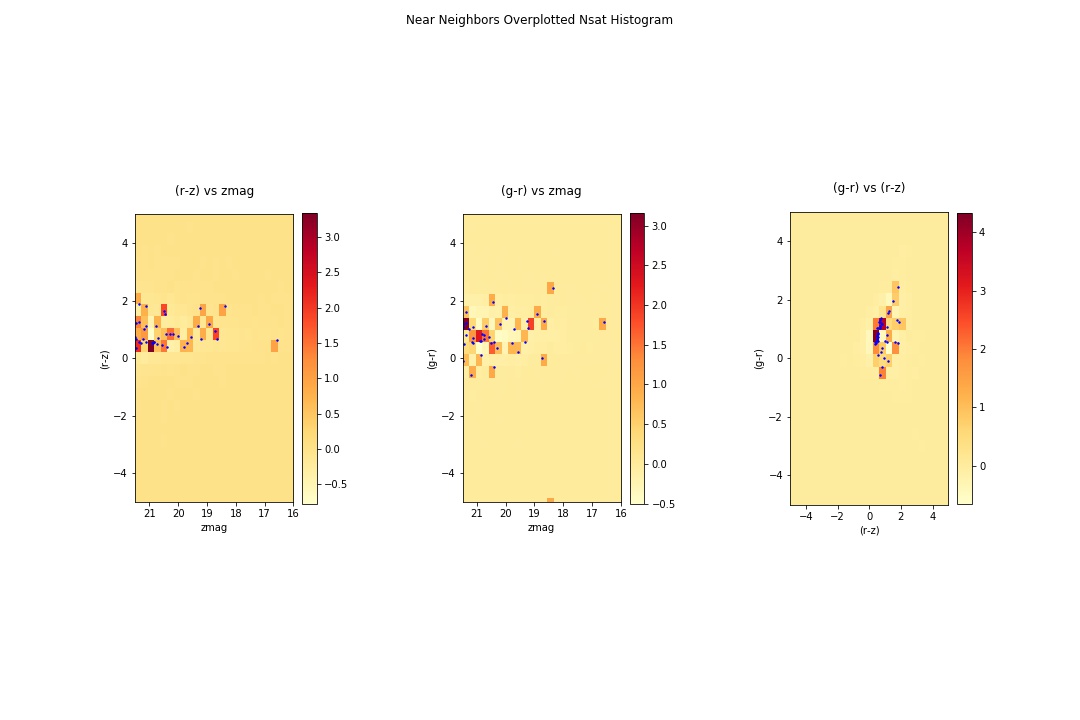 Near Neighbors Overplotted Nsat Histogram
(r-z) vs zmag
(g-r) vs zmag
(g-r) vs (r-z)
4
2
0
−2
−4
(r-z)
21 20 19 18 17 16
zmag
3.0
2.5
2.0
1.5
1.0
0.5
0.0
−0.5
4
2
0
−2
−4
(g-r)
21 20 19 18 17 16
zmag
3.0
2.5
2.0
1.5
1.0
0.5
0.0
−0.5
4
2
0
−2
−4
(g-r)
−4 −2 0 2 4
(r-z)
4
3
2
1
0